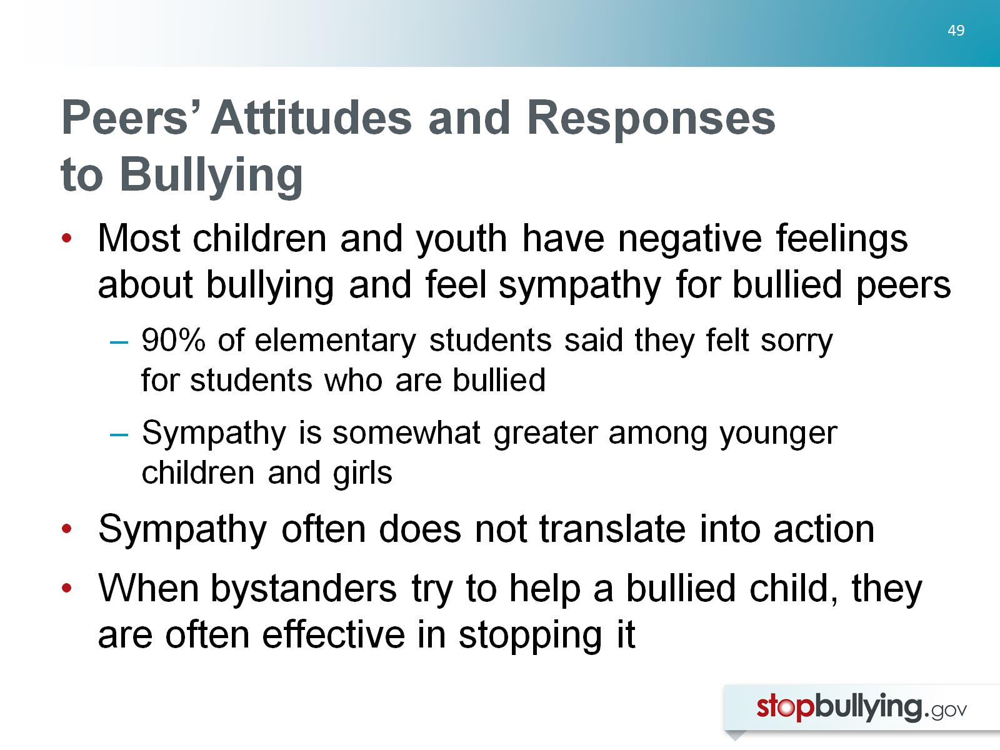 49
Peers’ Attitudes and Responses
to Bullying
• Most children and youth have negative feelings
about bullying and feel sympathy for bullied peers
– 90% of elementary students said they felt sorry
for students who are bullied
– Sympathy is somewhat greater among younger
children and girls
• Sympathy often does not translate into action
• When bystanders try to help a bullied child, they
are often effective in stopping it
stopbullying.gov